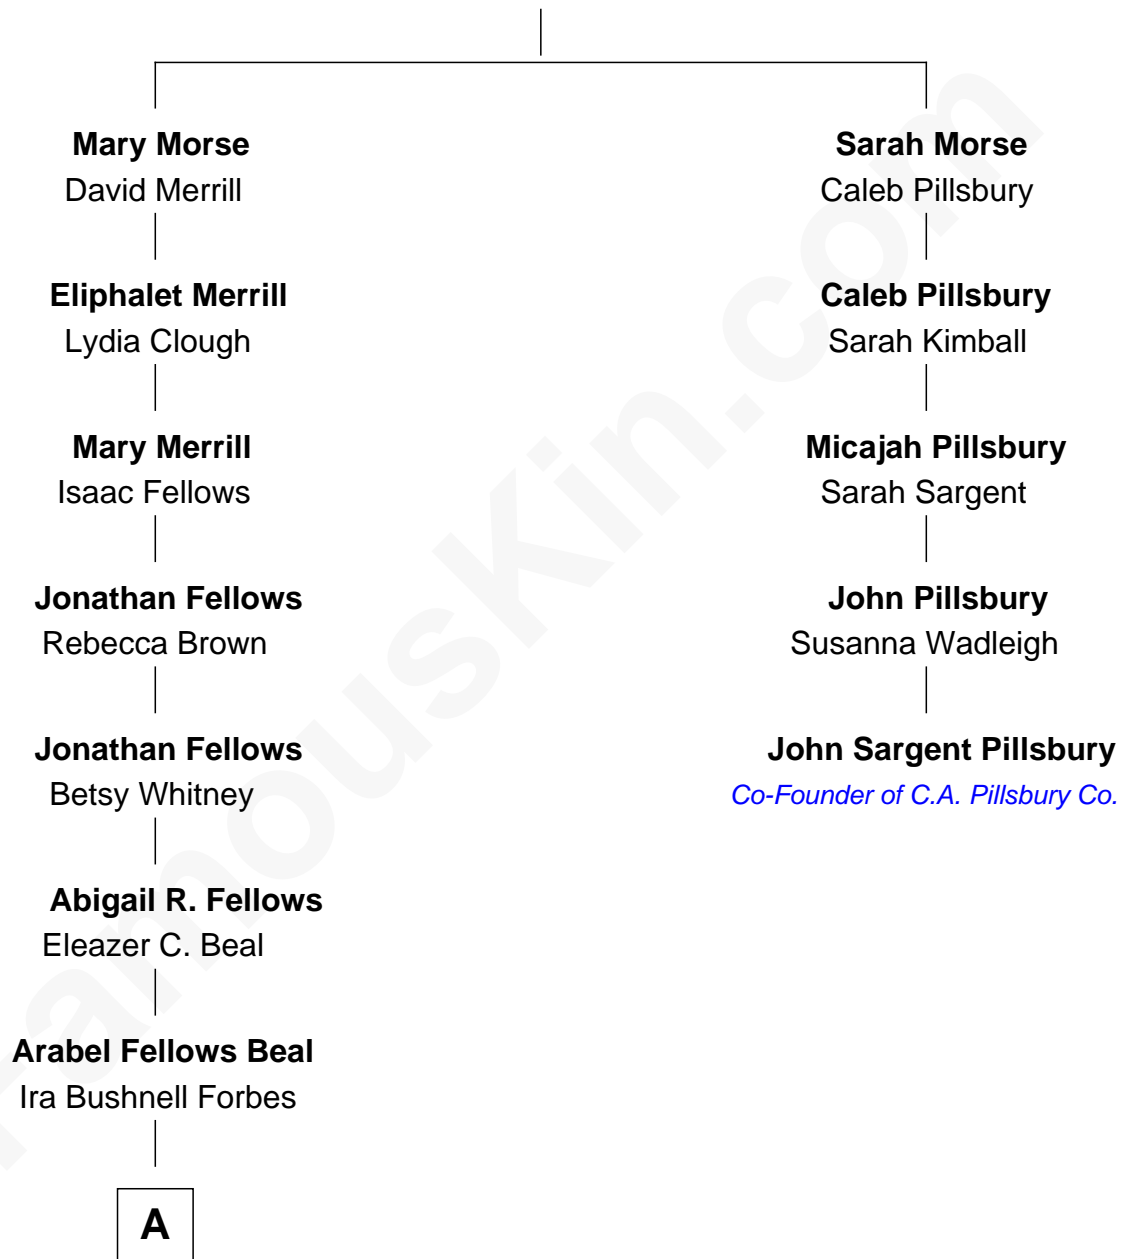 Mary Morse
David Merrill
Eliphalet Merrill
Lydia Clough
Mary Merrill
Isaac Fellows
Jonathan Fellows
Rebecca Brown
Jonathan Fellows
Betsy Whitney
Abigail R. Fellows
Eleazer C. Beal
Arabel Fellows Beal
Ira Bushnell Forbes
A
Sarah Morse
Caleb Pillsbury
Caleb Pillsbury
Sarah Kimball
Micajah Pillsbury
Sarah Sargent
John Pillsbury
Susanna Wadleigh
John Sargent Pillsbury
Co-Founder of C.A. Pillsbury Co.
FamousKin.com